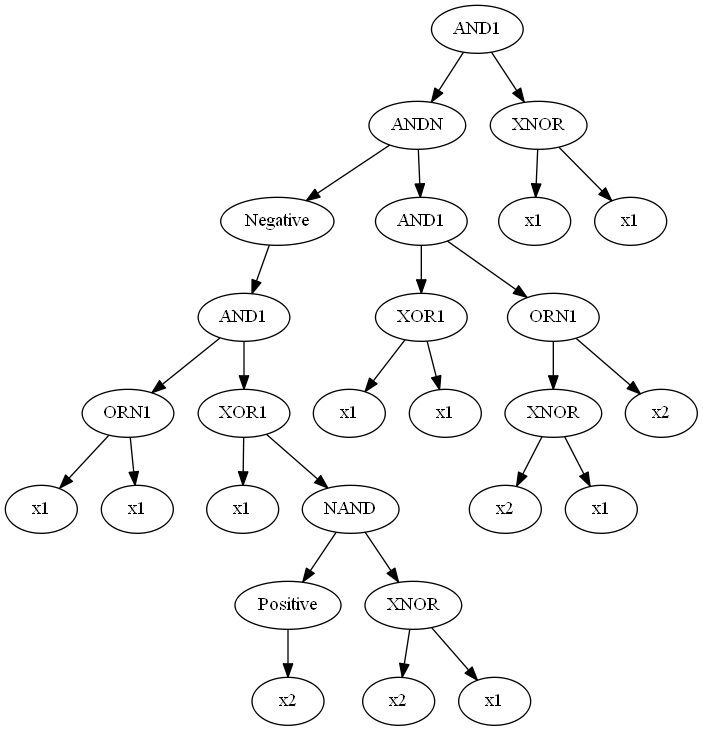 AND1
ANDN
XNOR
Negative
AND1
x1
x1
AND1
XOR1
ORN1
ORN1
XOR1
x1
x1
XNOR
x2
x1
x1
x1
NAND
x2
x1
Positive
XNOR
x2
x2
x1